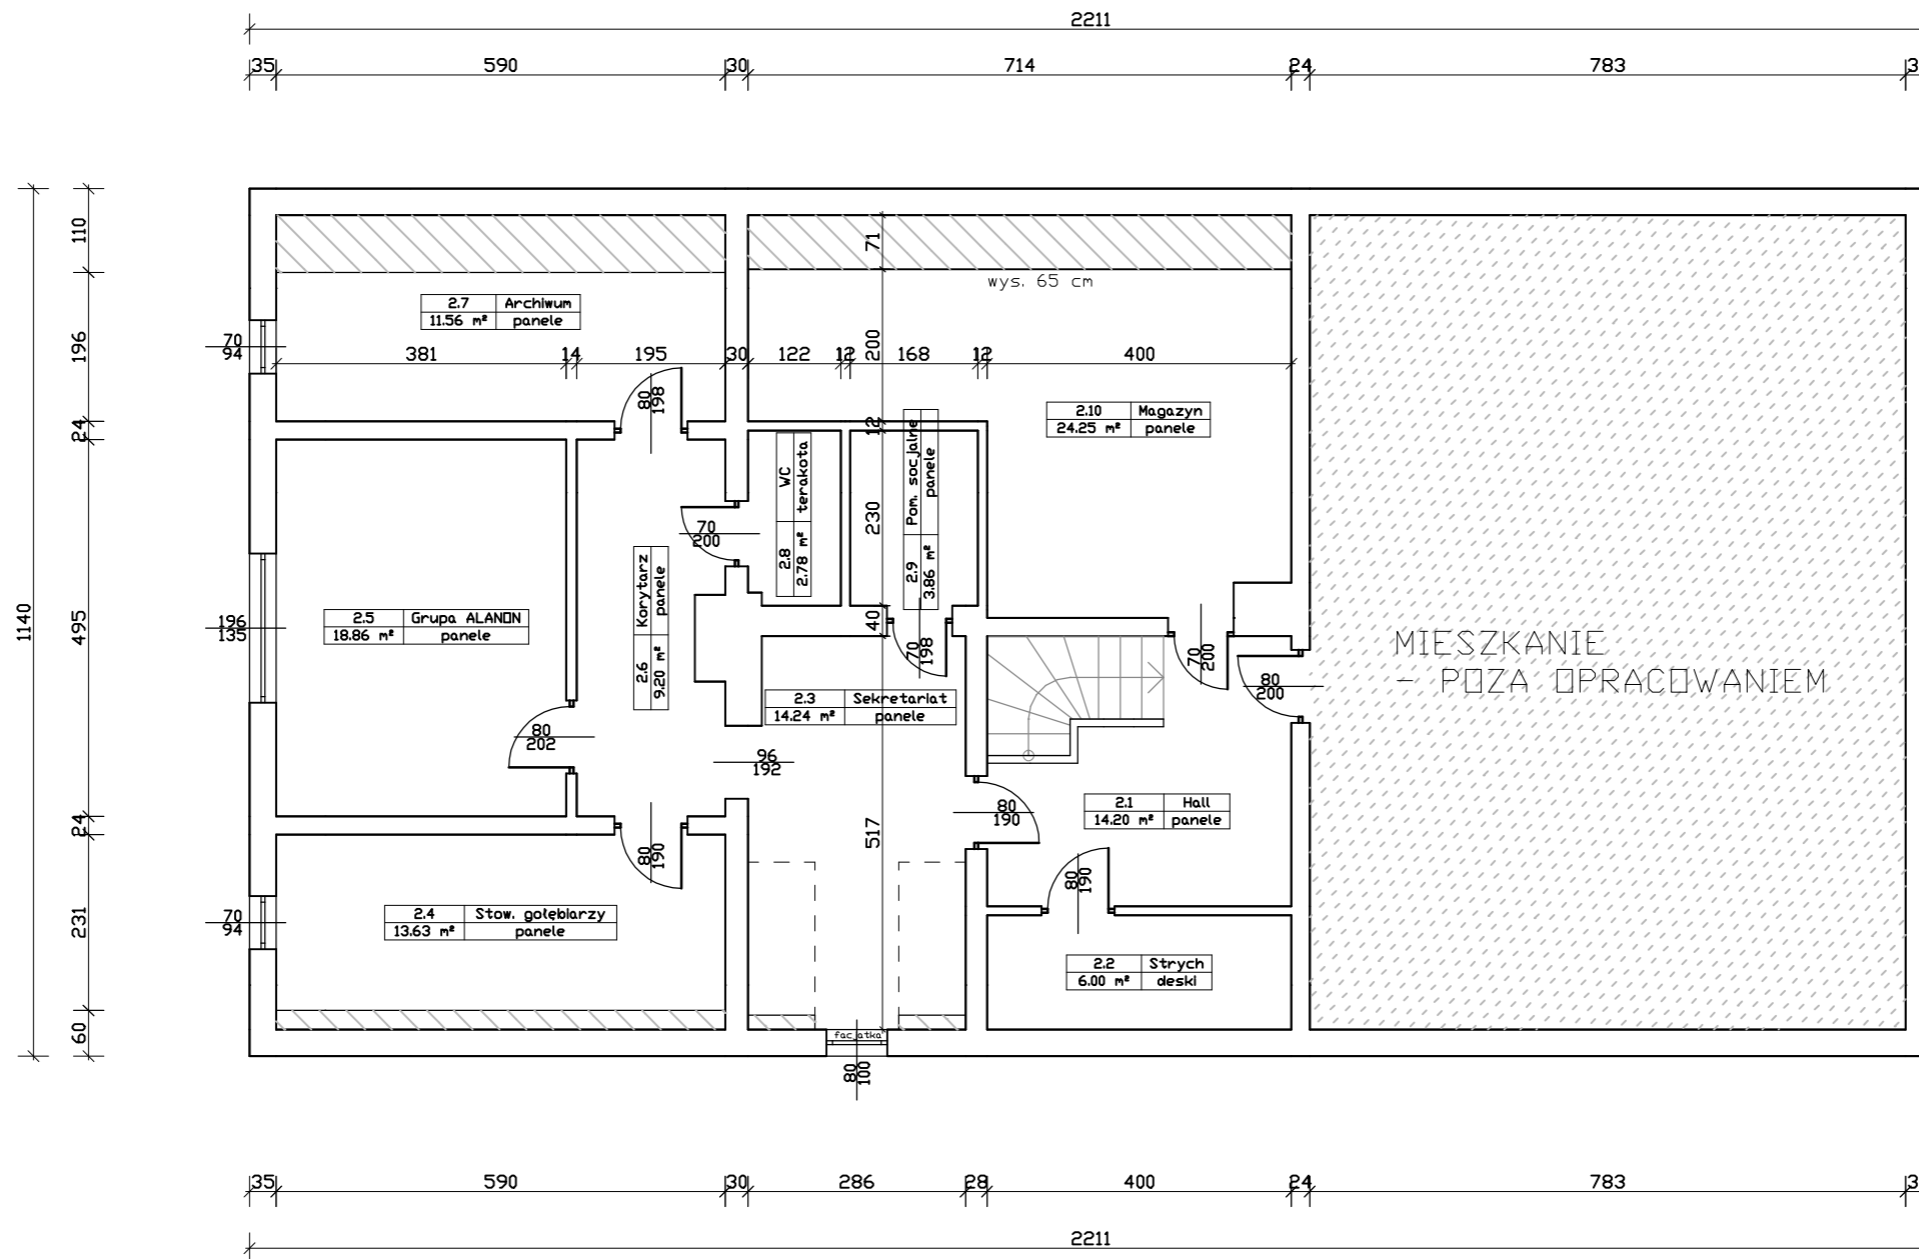 2211
35 590 30 714 24 783 3
1140
110
196
24
495
24
231
60
71
wys. 65 cm
2.7 Archiwum
11.56 m² panele
70
94
381 14 195 30 122 12 168 12 400
200
80
198
2.10 Magazyn
24.25 m² panele
12
WC
terakota
2.8
2.78 m²
Pom. socjalne
panele
2.9
3.86 m²
230
70
200
Korytarz
panele
2.6
9.20 m²
2.5 Grupa ALANON
18.86 m² panele
196
135
40
70
198
70
200
MIESZKANIE
- POZA OPRACOWANIEM
80
200
2.3 Sekretariat
14.24 m² panele
80
202
96
192
80
190
2.1 Hall
14.20 m² panele
517
80
190
80
190
2.4 Stow. gołębiarzy
13.63 m² panele
70
94
2.2 Strych
6.00 m² deski
facjatka
80
100
35 590 30 286 28 400 24 783 3
2211